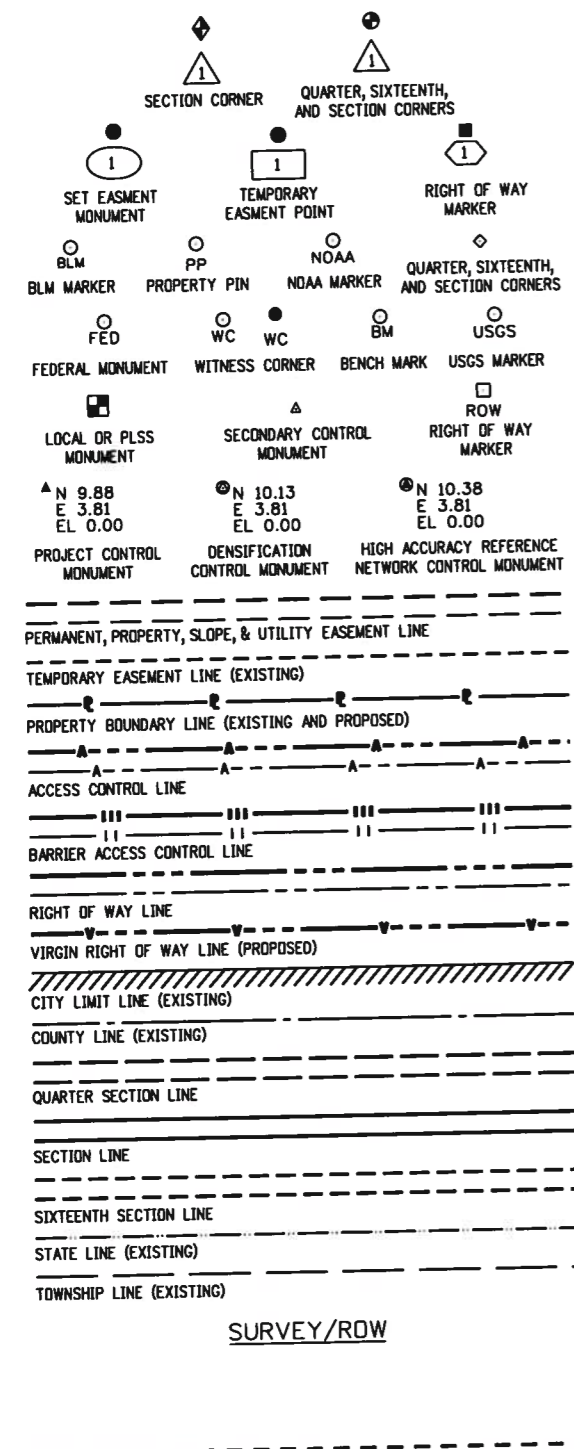 1
1
SECTION CORNER
QUARTER, SIXTEENTH,
AND SECTION CORNERS
1
1
1
SET EASMENT
MONUMENT
TEMPORARY
EASMENT POINT
RIGHT OF WAY
MARKER
BLM
PP
NOAA
BLM MARKER
PROPERTY PIN
NOAA MARKER
QUARTER, SIXTEENTH,
AND SECTION CORNERS
FED
WC
WC
BM
USGS
FEDERAL MONUMENT
WITNESS CORNER
BENCH MARK
USGS MARKER
ROW
LOCAL OR PLSS
MONUMENT
SECONDARY CONTROL
MONUMENT
RIGHT OF WAY
MARKER
N 9.88
E 3.81
EL 0.00
N 10.13
E 3.81
EL 0.00
N 10.38
E 3.81
EL 0.00
PROJECT CONTROL
MONUMENT
DENSIFICATION
CONTROL MONUMENT
HIGH ACCURACY REFERENCE
NETWORK CONTROL MONUMENT
PERMANENT, PROPERTY, SLOPE, & UTILITY EASEMENT LINE
TEMPORARY EASEMENT LINE (EXISTING)
PROPERTY BOUNDARY LINE (EXISTING AND PROPOSED)
A A A A
A A A A
ACCESS CONTROL LINE
BARRIER ACCESS CONTROL LINE
RIGHT OF WAY LINE
V V V V
VIRGIN RIGHT OF WAY LINE (PROPOSED)
CITY LIMIT LINE (EXISTING)
COUNTY LINE (EXISTING)
QUARTER SECTION LINE
SECTION LINE
SIXTEENTH SECTION LINE
STATE LINE (EXISTING)
TOWNSHIP LINE (EXISTING)
SURVEY/ROW